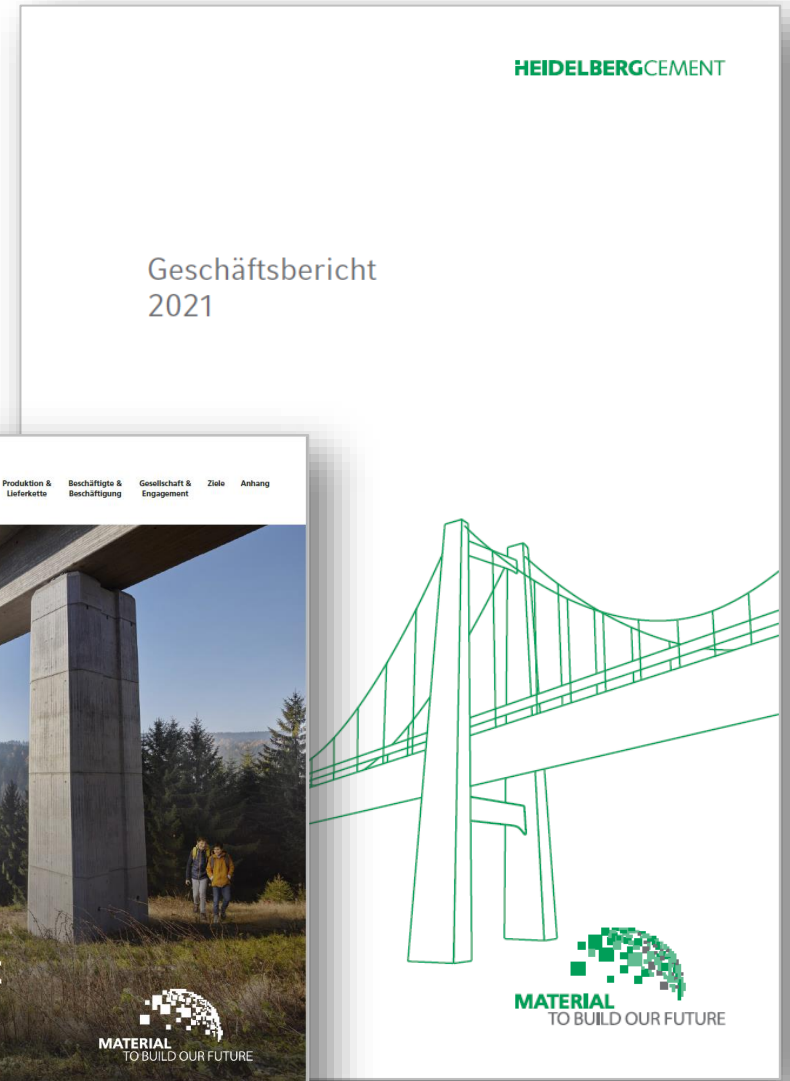 HEIDELBERGCEMENT
Geschäftsbericht
2021
Produktion &
Lieferkette
Beschäftigte &
Beschäftigung
Gesellschaft &
Engagement
Ziele
Anhang
MATERIAL
TO BUILD OUR FUTURE
MATERIAL
TO BUILD OUR FUTURE